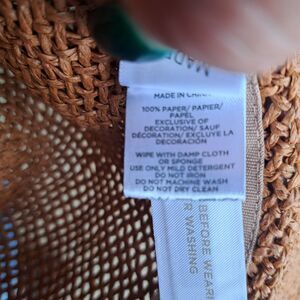 MADE
MADE IN CHINA
100% PAPER/ PAPIER/
PAPEL
EXCLUSIVE OF
DECORATION/ SAUF
DÉCORATION/ EXCLUYE LA
DECORACIÓN
WIPE WITH DAMP CLOTH
OR SPONGE
USE ONLY MILD DETERGENT
DO NOT IRON
DO NOT MACHINE WASH
DO NOT DRY CLEAN
BEFORE WEAR
OR WASHING